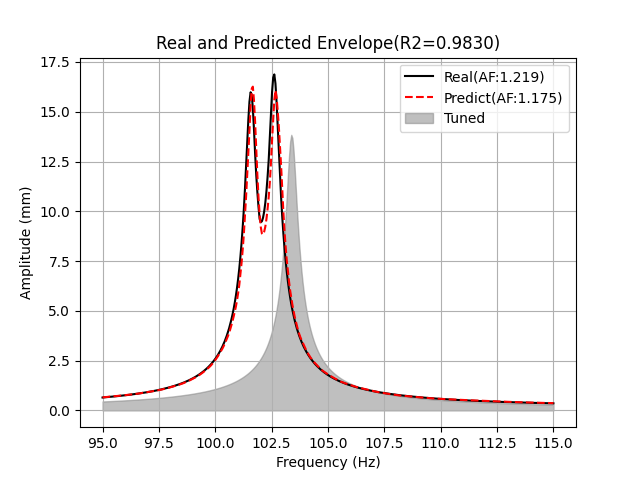 Real and Predicted Envelope(R2=0.9830)
Real(AF:1.219)
Predict(AF:1.175)
Tuned
Amplitude (mm)
17.5
15.0
12.5
10.0
7.5
5.0
2.5
0.0
95.0 97.5 100.0 102.5 105.0 107.5 110.0 112.5 115.0
Frequency (Hz)